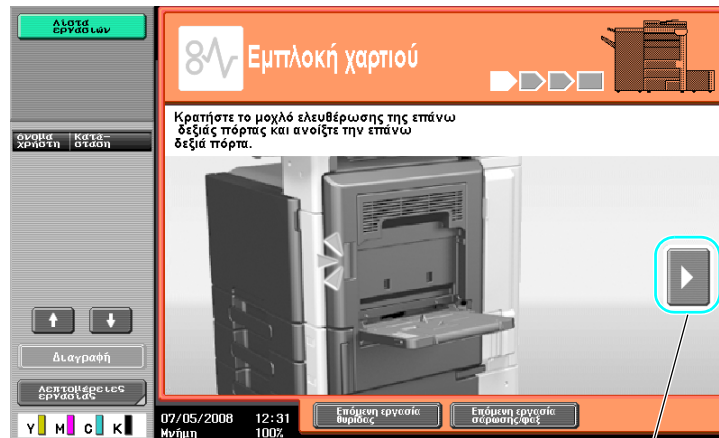 Λίστα
εργασιών
Εμπλοκή χαρτιού
Κρατήστε το μοχλό ελευθέρωσης της επάνω
δεξιάς πόρτας και ανοίξτε την επάνω
δεξιά πόρτα.
όνομα Κατά-
χρήστη σταση
Διαγραφή
Λεπτομέρειες
εργασίας
Y M C K
07/05/2008 12:31
Μνήμη 100%
Επόμενη εργασία
θυρίδας
Επόμενη εργασία
σάρωσης/φαξ